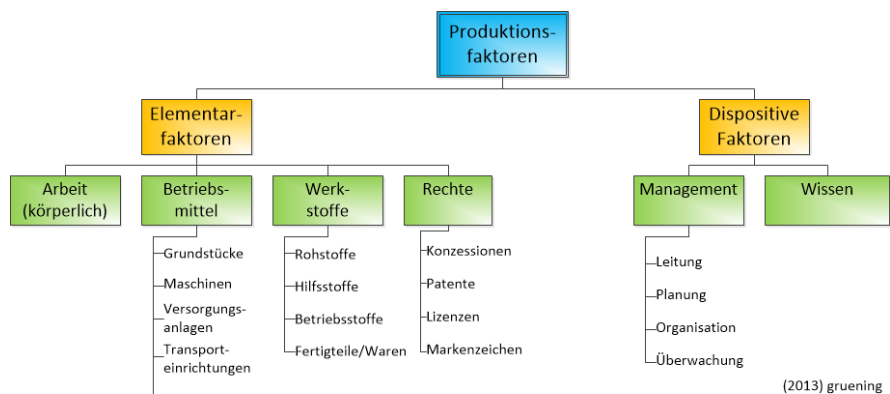 Produktions-
faktoren
Elementar-
faktoren
Dispositive
Faktoren
Arbeit
(körperlich)
Betriebs-
mittel
Werk-
stoffe
Rechte
Management
Wissen
Grundstücke
Maschinen
Versorgungs-
anlagen
Transport-
einrichtungen
Rohstoffe
Hilfsstoffe
Betriebsstoffe
Fertigteile/Waren
Konzessionen
Patente
Lizenzen
Markenzeichen
Leitung
Planung
Organisation
Überwachung
(2013) gruening